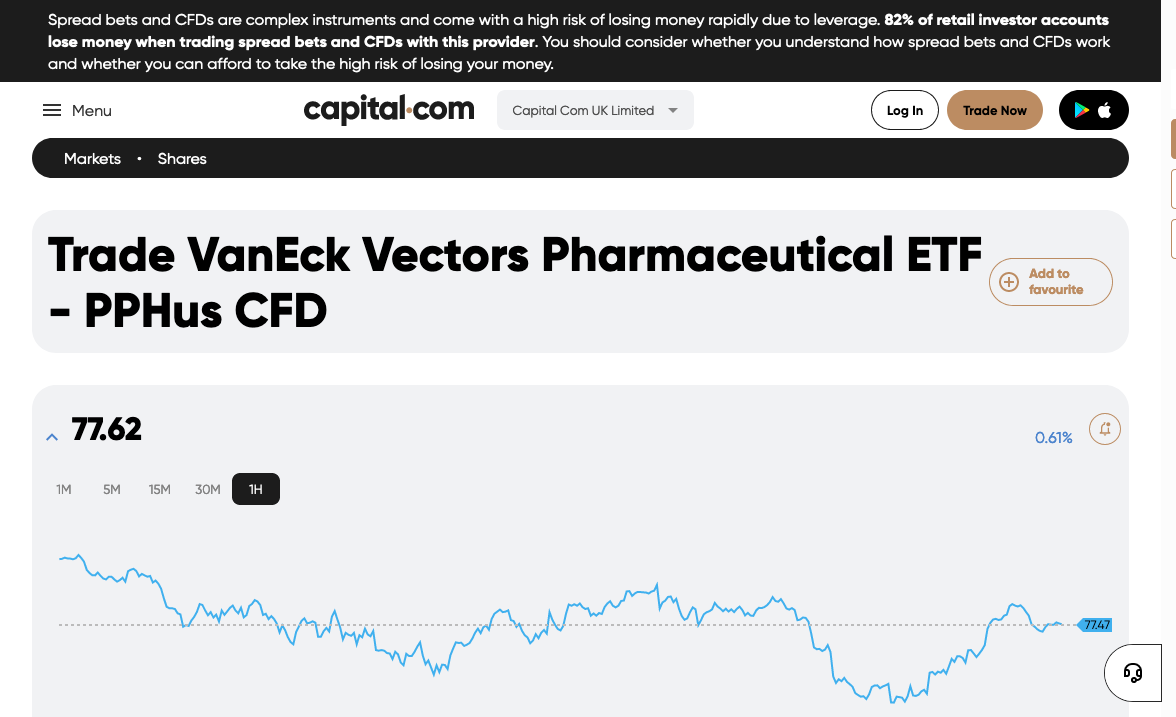 Spread bets and CFDs are complex instruments and come with a high risk of losing money rapidly due to leverage. 82% of retail investor accounts
lose money when trading spread bets and CFDs with this provider. You should consider whether you understand how spread bets and CFDs work
and whether you can afford to take the high risk of losing your money.
Menu
capital.com
Capital Com UK Limited
Log In
Trade Now
Markets • Shares
Trade VanEck Vectors Pharmaceutical ETF
- PPHus CFD
Add to
favourite
77.62
0.61%
1M 5M 15M 30M 1H
77.47